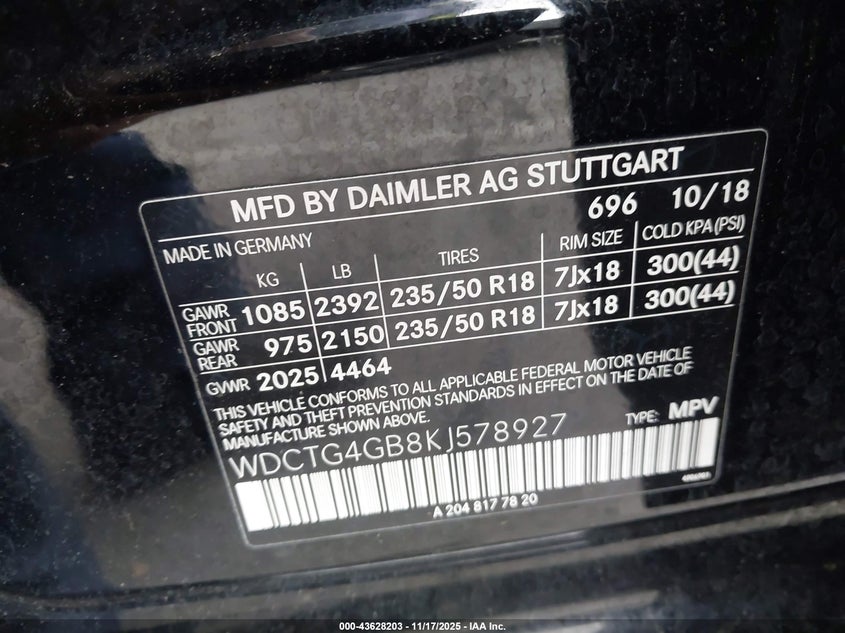 MFD BY DAIMLER AG STUTTGART
696 10/18
MADE IN GERMANY
KG LB TIRES RIM SIZE COLD KPA (PSI)
GAWR FRONT 1085 2392 235/50 R18 7Jx18 300(44)
GAWR REAR 975 2150 235/50 R18 7Jx18 300(44)
GVWR 2025 4464
THIS VEHICLE CONFORMS TO ALL APPLICABLE FEDERAL MOTOR VEHICLE
SAFETY AND THEFT PREVENTION STANDARDS IN EFFECT ON THE DATE OF
MANUFACTURE SHOWN ABOVE.
TYPE: MPV
WDCTG4GB8KJ578927
A 204 817 78 20
000-43628203 — 11/17/2025 — IAA Inc.